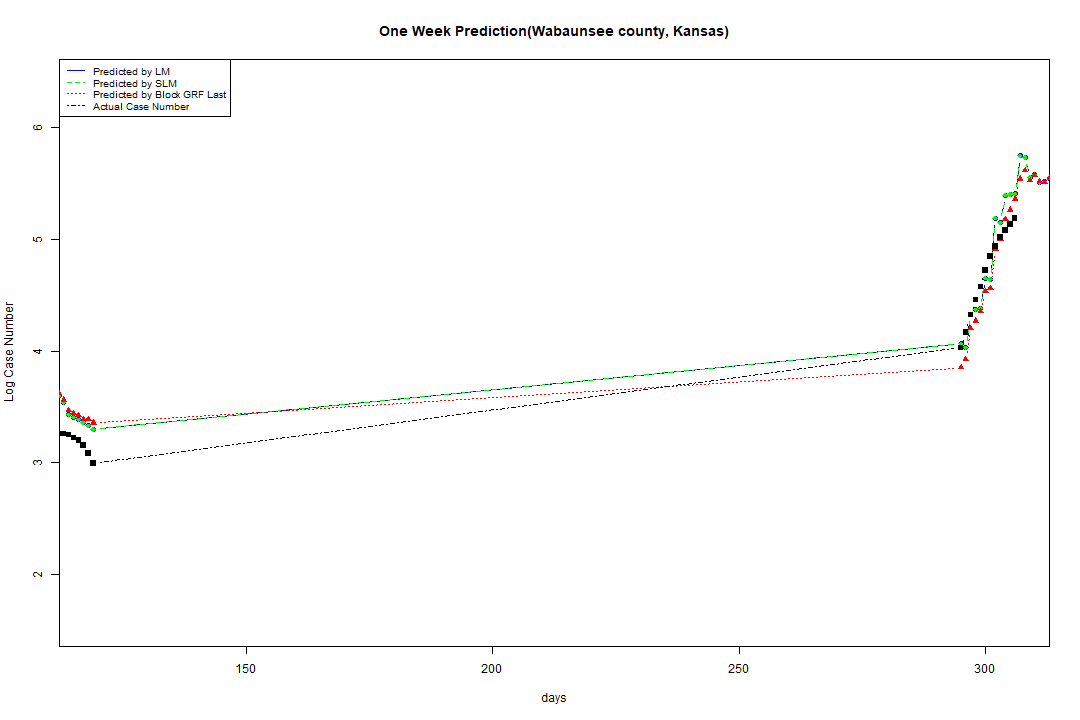 One Week Prediction(Wabaunsee county, Kansas)
Predicted by LM
Predicted by SLM
Predicted by Block GRF Last
Actual Case Number
6
5
4
3
2
Log Case Number
150
200
250
300
days